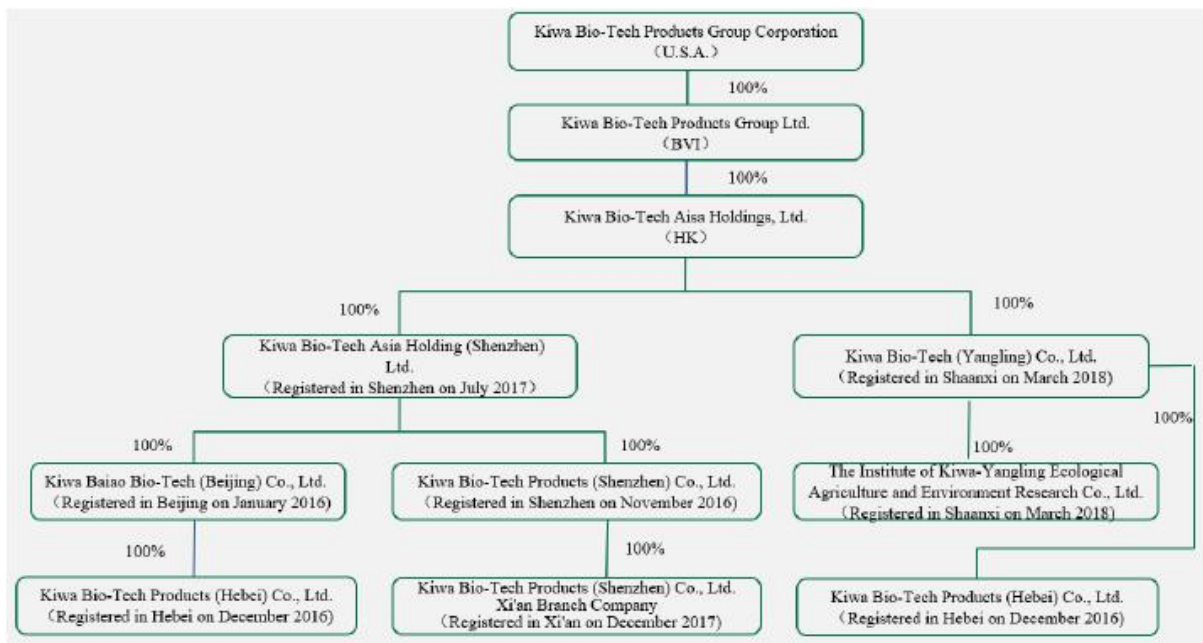 Kiwa Bio-Tech Products Group Corporation
（U.S.A.）
100%
Kiwa Bio-Tech Products Group Ltd.
（BVI）
100%
Kiwa Bio-Tech Aisa Holdings, Ltd.
（HK）
100%
100%
Kiwa Bio-Tech Asia Holding (Shenzhen)
Ltd.
（Registered in Shenzhen on July 2017）
Kiwa Bio-Tech (Yangling) Co., Ltd.
（Registered in Shaanxi on March 2018)
100%
100%
100%
100%
Kiwa Baiao Bio-Tech (Beijing) Co., Ltd.
（Registered in Beijing on January 2016)
Kiwa Bio-Tech Products (Shenzhen) Co., Ltd.
（Registered in Shenzhen on November 2016)
The Institute of Kiwa-Yangling Ecological
Agriculture and Environment Research Co., Ltd.
（Registered in Shaanxi on March 2018)
100%
100%
Kiwa Bio-Tech Products (Hebei) Co., Ltd.
（Registered in Hebei on December 2016)
Kiwa Bio-Tech Products (Shenzhen) Co., Ltd.
Xi'an Branch Company
（Registered in Xi'an on December 2017)
Kiwa Bio-Tech Products (Hebei) Co., Ltd.
（Registered in Hebei on December 2016)